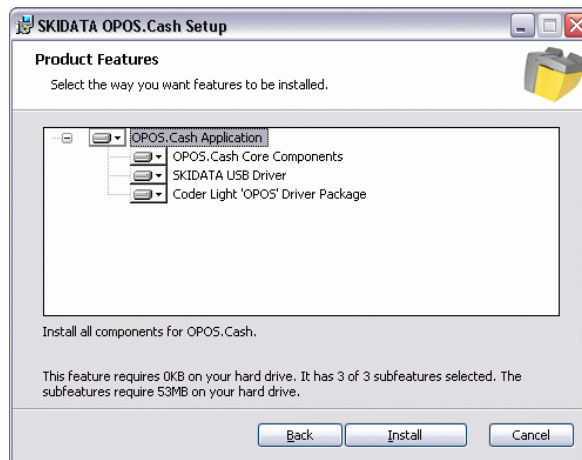 SKIDATA OPOS.Cash Setup
Product Features
Select the way you want features to be installed.
OPOS.Cash Application
OPOS.Cash Core Components
SKIDATA USB Driver
Coder Light 'OPOS' Driver Package
Install all components for OPOS.Cash.
This feature requires 0KB on your hard drive. It has 3 of 3 subfeatures selected. The
subfeatures require 53MB on your hard drive.
Back Install Cancel